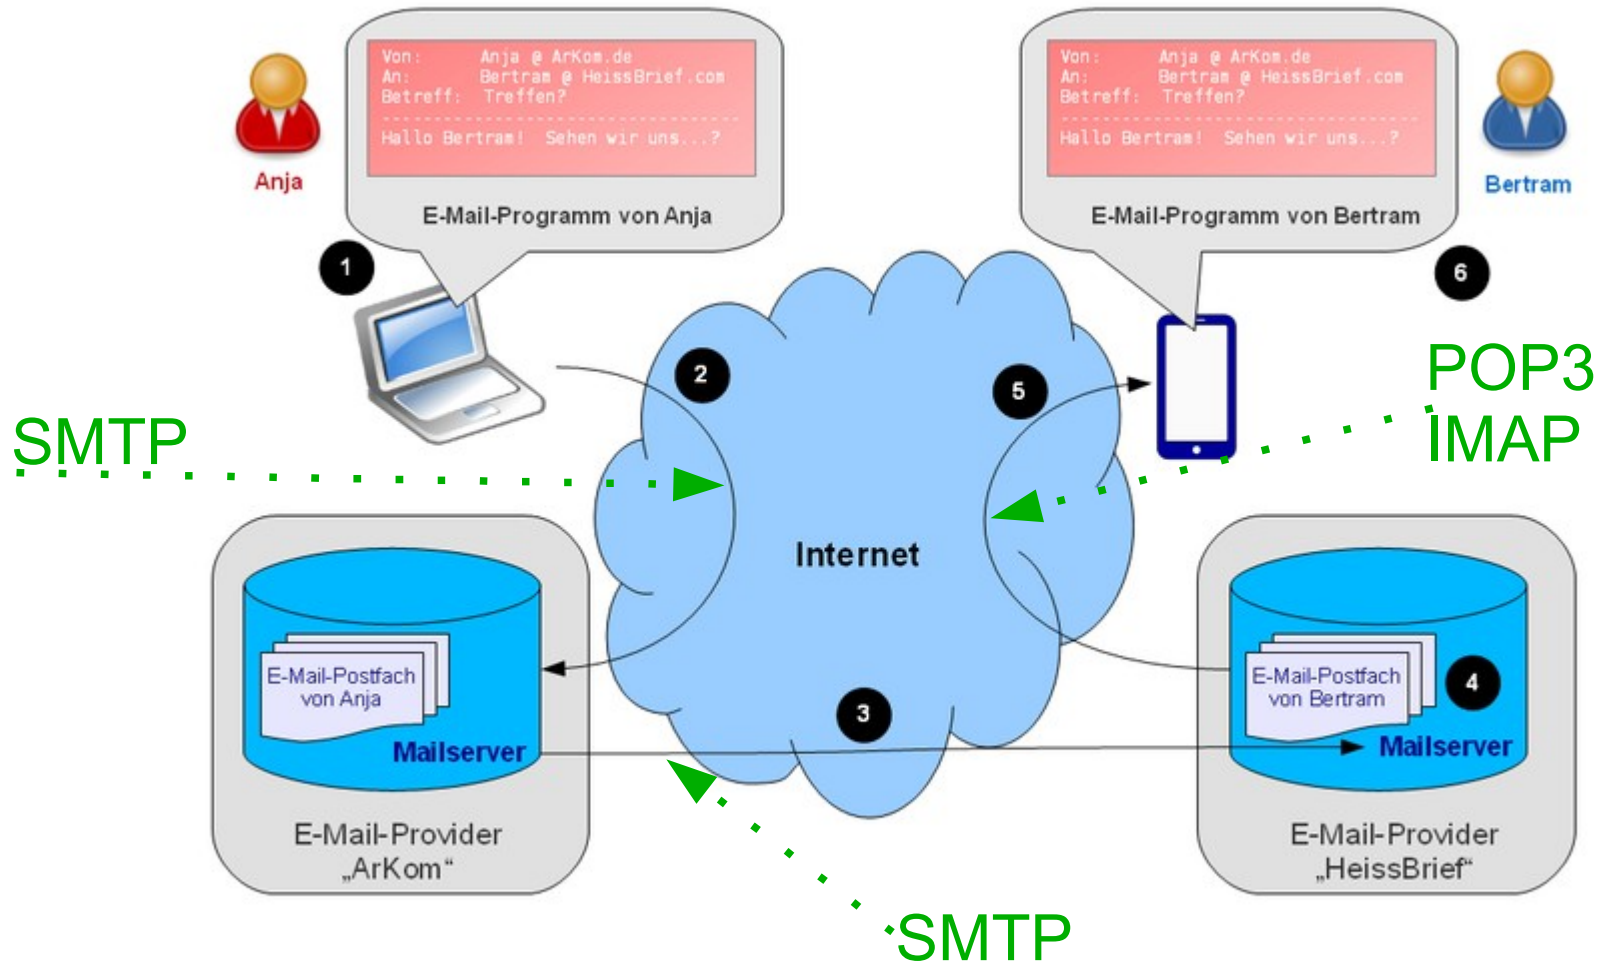 Von: Anja @ ArKom.de
An: Bertram @ HeissBrief.com
Betreff: Treffen?
--------------------------------
Hallo Bertram! Sehen wir uns...?
E-Mail-Programm von Anja
Anja
1
Von: Anja @ ArKom.de
An: Bertram @ HeissBrief.com
Betreff: Treffen?
--------------------------------
Hallo Bertram! Sehen wir uns...?
E-Mail-Programm von Bertram
Bertram
6
2
5
POP3
IMAP
SMTP
Internet
E-Mail-Postfach
von Anja
Mailserver
E-Mail-Provider
„ArKom“
3
E-Mail-Postfach
von Bertram
4
Mailserver
E-Mail-Provider
„HeissBrief“
SMTP